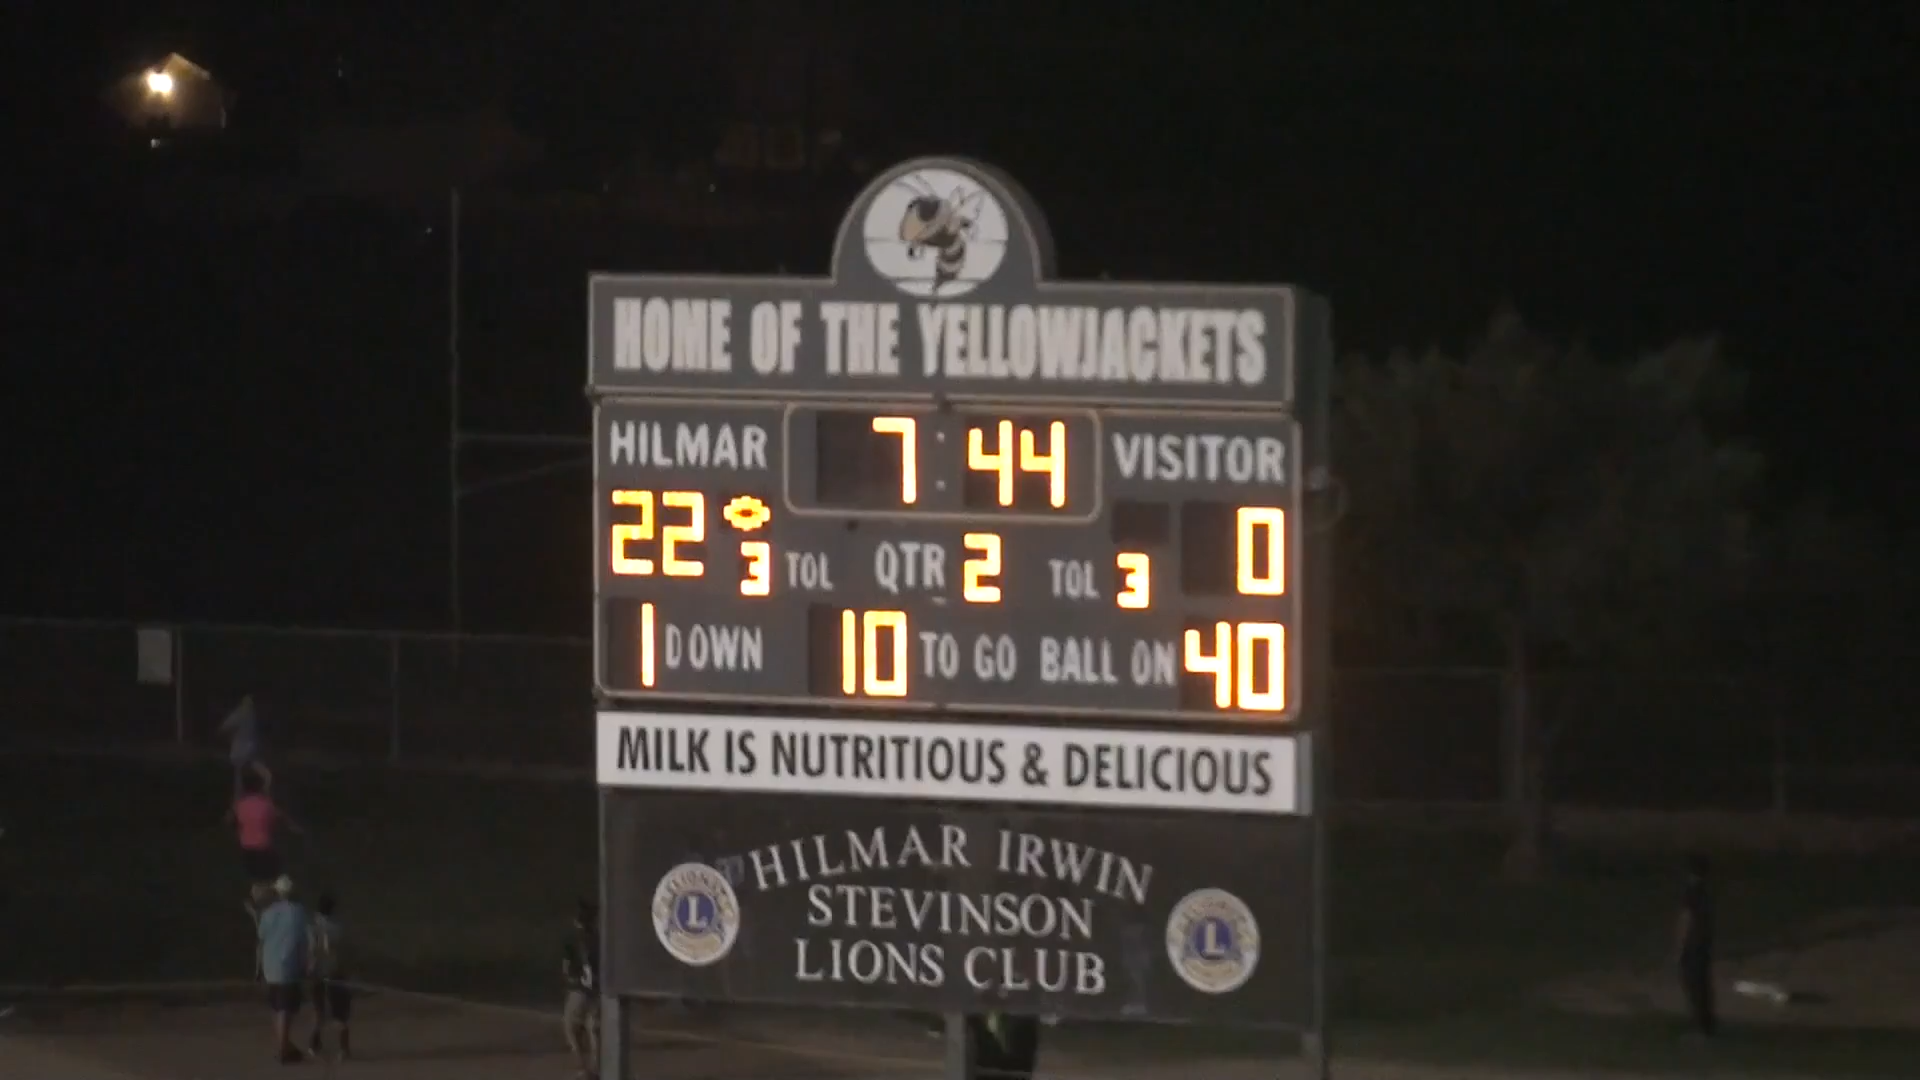 HOME OF THE YELLOWJACKETS
HILMAR 7:44 VISITOR
22 3 TOL QTR 2 TOL 3 0
1 DOWN 10 TO GO BALL ON 40
MILK IS NUTRITIOUS & DELICIOUS
HILMAR IRWIN
STEVINSON
LIONS CLUB
LIONS
L
L